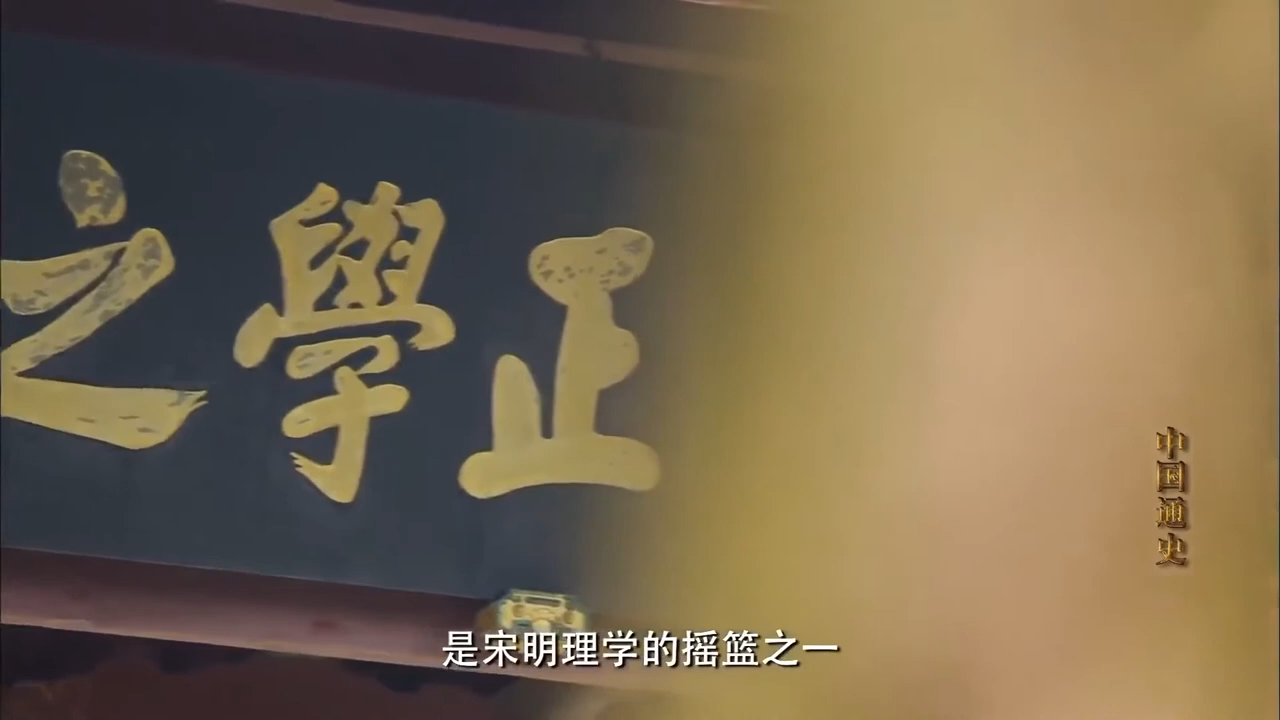 正學之
中国通史
是宋明理学的摇篮之一